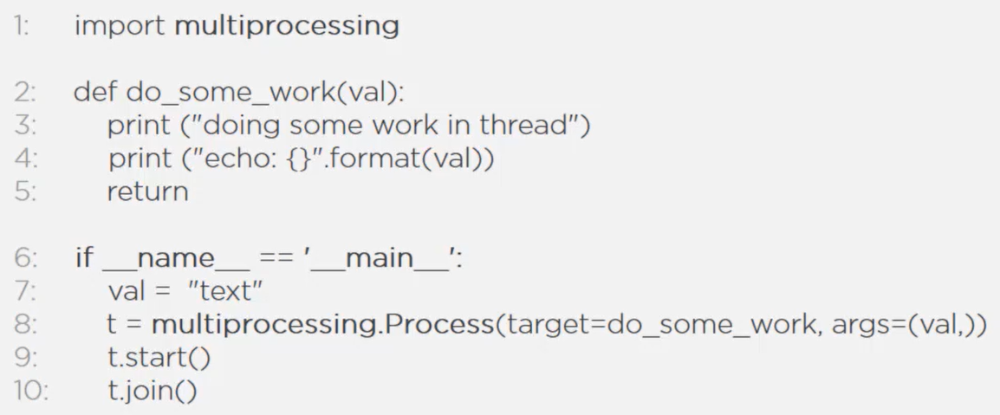 1: import multiprocessing
2: def do_some_work(val):
3: print ("doing some work in thread")
4: print ("echo: {}".format(val))
5: return
6: if __name__ == '__main__':
7: val = "text"
8: t = multiprocessing.Process(target=do_some_work, args=(val,))
9: t.start()
10: t.join()